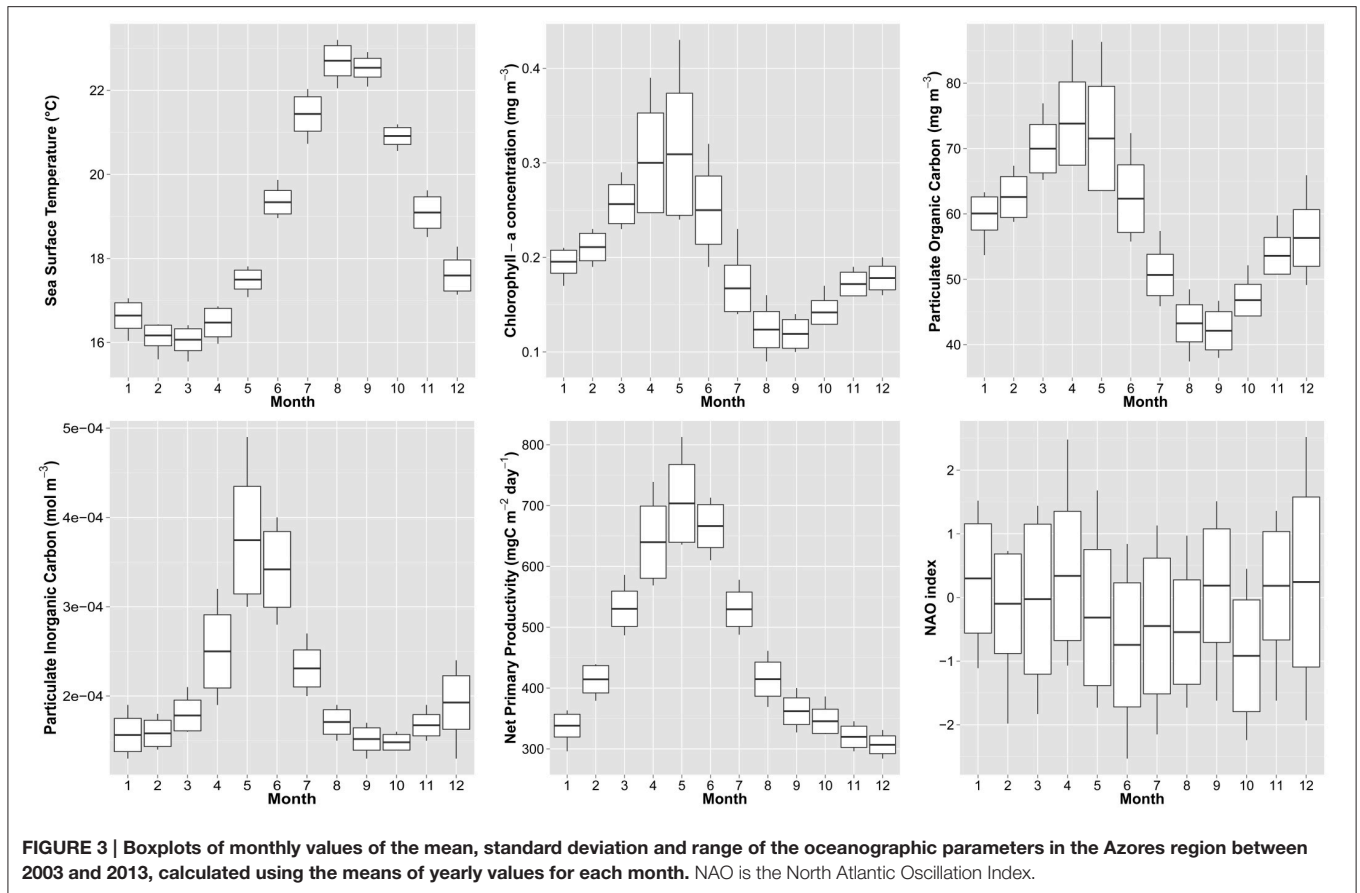 Sea Surface Temperature (°C)
22
20
18
16
1 2 3 4 5 6 7 8 9 10 11 12
Month
Chlorophyll – a concentration (mg m−3)
0.4
0.3
0.2
0.1
1 2 3 4 5 6 7 8 9 10 11 12
Month
Particulate Organic Carbon (mg m−3)
80
70
60
50
40
1 2 3 4 5 6 7 8 9 10 11 12
Month
Particulate Inorganic Carbon (mol m−3)
5e−04
4e−04
3e−04
2e−04
1 2 3 4 5 6 7 8 9 10 11 12
Month
Net Primary Productivity (mgC m−2 day−1)
800
700
600
500
400
300
1 2 3 4 5 6 7 8 9 10 11 12
Month
NAO index
2
1
0
−1
−2
1 2 3 4 5 6 7 8 9 10 11 12
Month
FIGURE 3 | Boxplots of monthly values of the mean, standard deviation and range of the oceanographic parameters in the Azores region between
2003 and 2013, calculated using the means of yearly values for each month. NAO is the North Atlantic Oscillation Index.